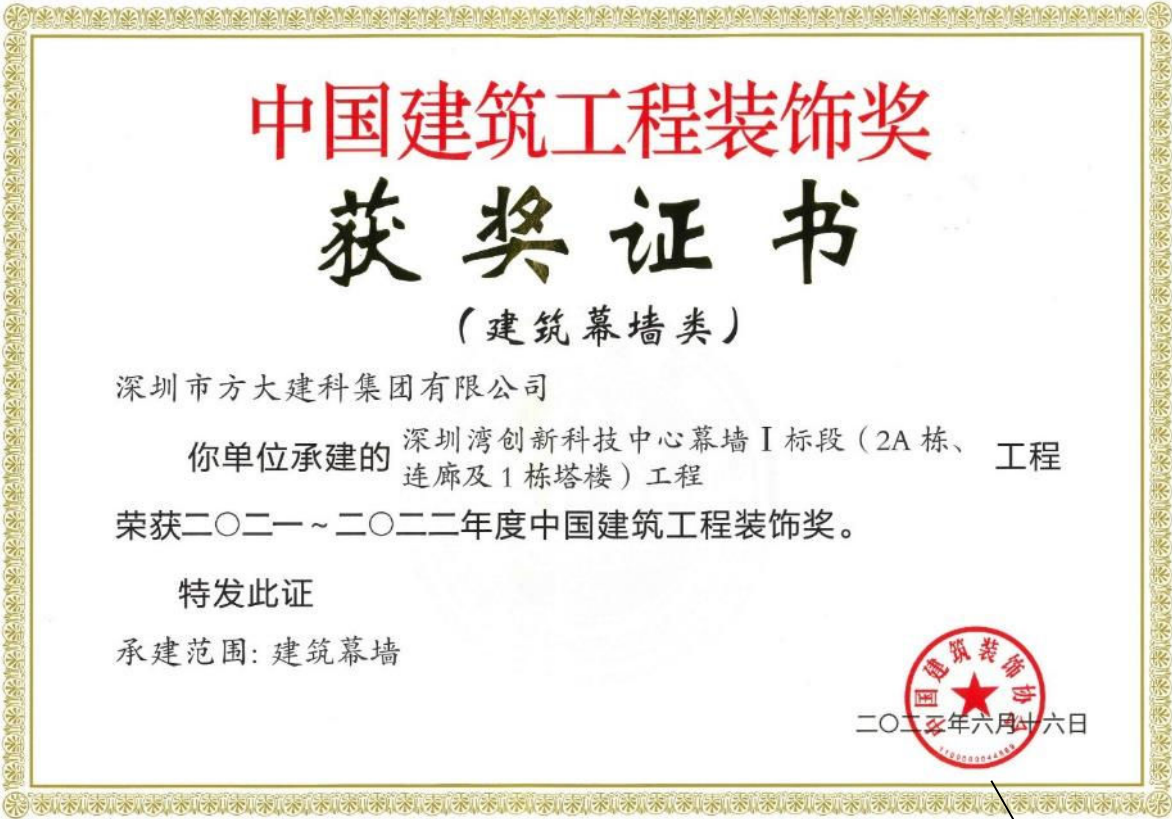 中国建筑工程装饰奖
获奖证书
(建筑幕墙类)
深圳市方大建科集团有限公司
你单位承建的 深圳湾创新科技中心幕墙Ⅰ标段(2A 栋、
连廊及 1 栋塔楼)工程 工程
荣获二〇二一~二〇二二年度中国建筑工程装饰奖。
特发此证
承建范围: 建筑幕墙
中国建筑装饰协会
二〇二三年六月十六日